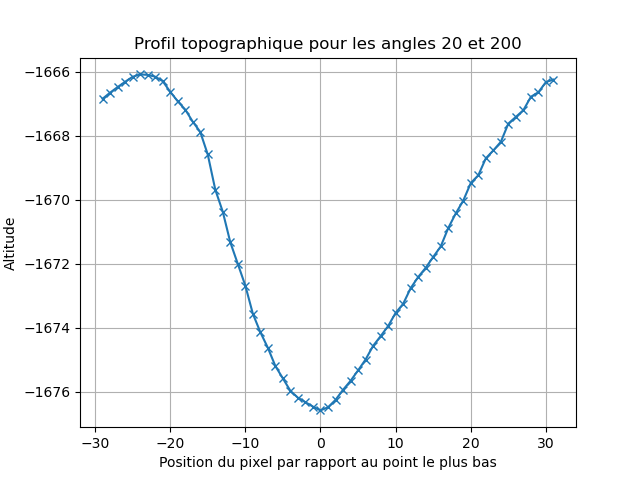 Profil topographique pour les angles 20 et 200
−1666
−1668
−1670
−1672
−1674
−1676
Altitude
−30 −20 −10 0 10 20 30
Position du pixel par rapport au point le plus bas